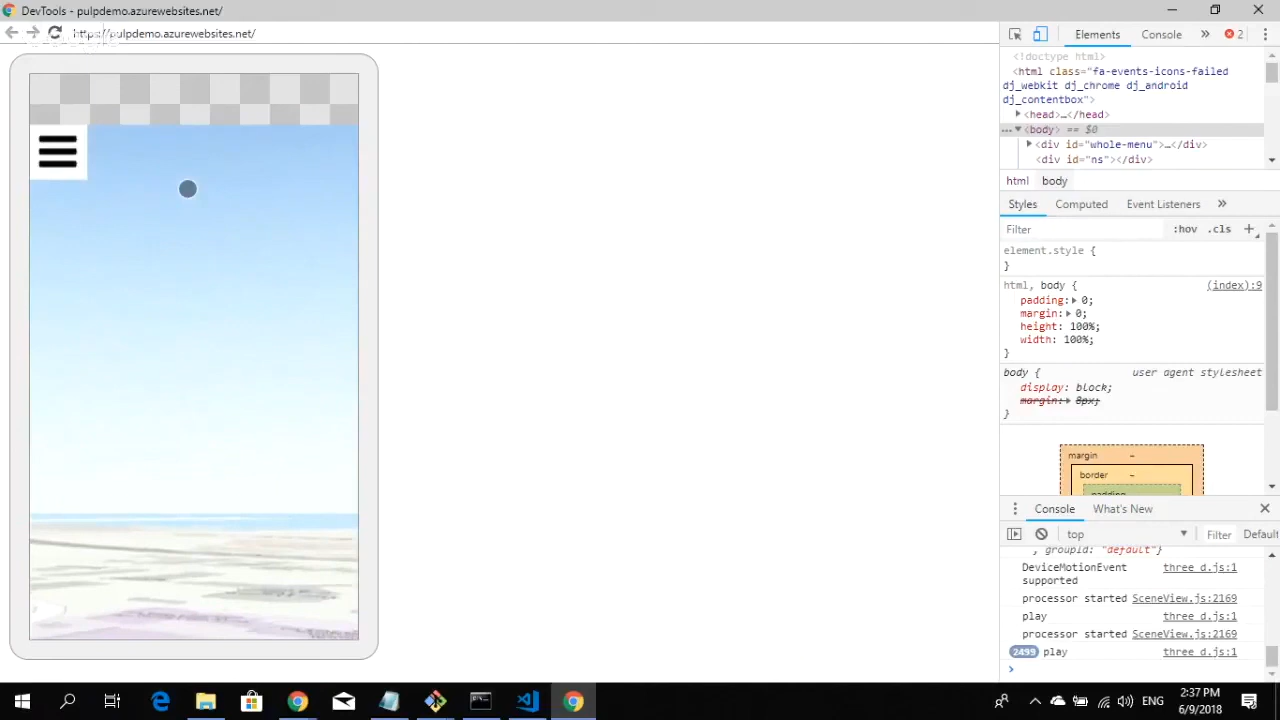 DevTools - pulpdemo.azurewebsites.net/
https://pulpdemo.azurewebsites.net/
Elements
Console
»
2
<!doctype html>
<html class="fa-events-icons-failed
dj_webkit dj_chrome dj_android
dj_contentbox">
<head>…</head>
<body> == $0
<div id="whole-menu">…</div>
<div id="ns"></div>
html body
Styles Computed Event Listeners »
Filter :hov .cls +
element.style {
}
html, body { (index):9
padding: 0;
margin: 0;
height: 100%;
width: 100%;
}
body { user agent stylesheet
display: block;
margin: 8px;
}
margin -
border -
padding
Console What's New
top Filter Default
, groupId: "default"}
DeviceMotionEvent three_d.js:1
supported
processor started SceneView.js:2169
play three_d.js:1
processor started SceneView.js:2169
2499 play three_d.js:1
>
ENG
2:37 PM
6/9/2018